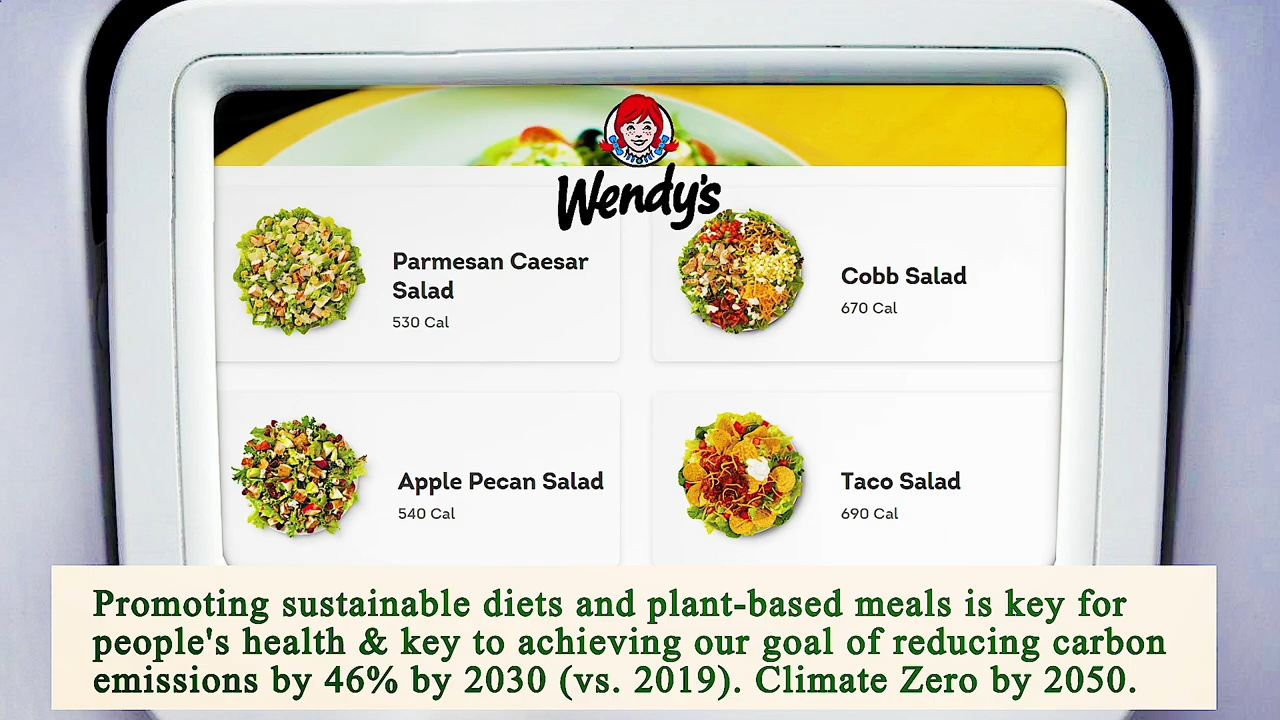 Wendy's
Parmesan Caesar
Salad
530 Cal
Cobb Salad
670 Cal
Apple Pecan Salad
540 Cal
Taco Salad
690 Cal
Promoting sustainable diets and plant-based meals is key for
people's health & key to achieving our goal of reducing carbon
emissions by 46% by 2030 (vs. 2019). Climate Zero by 2050.